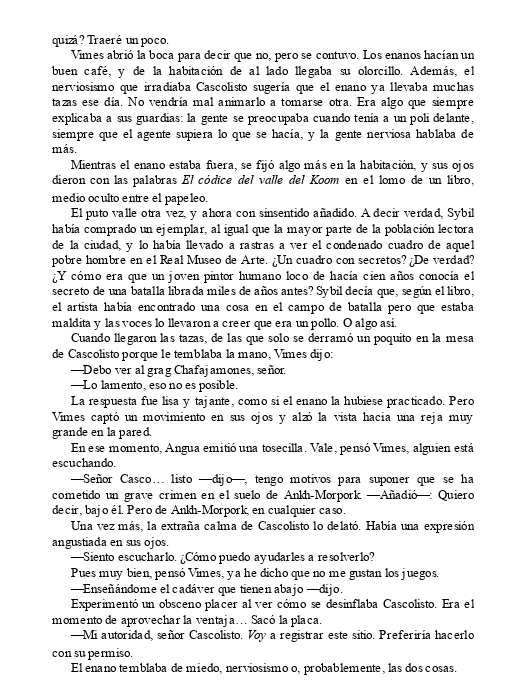 quizá? Traeré un poco.
Vimes abrió la boca para decir que no, pero se contuvo. Los enanos hacían un
buen café, y de la habitación de al lado llegaba su olorcillo. Además, el
nerviosismo que irradiaba Cascolisto sugería que el enano ya llevaba muchas
tazas ese día. No vendría mal animarlo a tomarse otra. Era algo que siempre
explicaba a sus guardias: la gente se preocupaba cuando tenía a un poli delante,
siempre que el agente supiera lo que se hacía, y la gente nerviosa hablaba de
más.
Mientras el enano estaba fuera, se fijó algo más en la habitación, y sus ojos
dieron con las palabras El códice del valle del Koom en el lomo de un libro,
medio oculto entre el papeleo.
El puto valle otra vez, y ahora con sinsentido añadido. A decir verdad, Sybil
había comprado un ejemplar, al igual que la mayor parte de la población lectora
de la ciudad, y lo había llevado a rastras a ver el condenado cuadro de aquel
pobre hombre en el Real Museo de Arte. ¿Un cuadro con secretos? ¿De verdad?
¿Y cómo era que un joven pintor humano loco de hacía cien años conocía el
secreto de una batalla librada miles de años antes? Sybil decía que, según el libro,
el artista había encontrado una cosa en el campo de batalla pero que estaba
maldita y las voces lo llevaron a creer que era un pollo. O algo así.
Cuando llegaron las tazas, de las que solo se derramó un poquito en la mesa
de Cascolisto porque le temblaba la mano, Vimes dijo:
—Debo ver al grag Chafajamones, señor.
—Lo lamento, eso no es posible.
La respuesta fue lisa y tajante, como si el enano la hubiese practicado. Pero
Vimes captó un movimiento en sus ojos y alzó la vista hacia una reja muy
grande en la pared.
En ese momento, Angua emitió una tosecilla. Vale, pensó Vimes, alguien está
escuchando.
—Señor Casco… listo —dijo—, tengo motivos para suponer que se ha
cometido un grave crimen en el suelo de Ankh-Morpork. —Añadió—: Quiero
decir, bajo él. Pero de Ankh-Morpork, en cualquier caso.
Una vez más, la extraña calma de Cascolisto lo delató. Había una expresión
angustiada en sus ojos.
—Siento escucharlo. ¿Cómo puedo ayudarles a resolverlo?
Pues muy bien, pensó Vimes, ya he dicho que no me gustan los juegos.
—Enseñándome el cadáver que tienen abajo —dijo.
Experimentó un obsceno placer al ver cómo se desinflaba Cascolisto. Era el
momento de aprovechar la ventaja… Sacó la placa.
—Mi autoridad, señor Cascolisto. Voy a registrar este sitio. Preferiría hacerlo
con su permiso.
El enano temblaba de miedo, nerviosismo o, probablemente, las dos cosas.